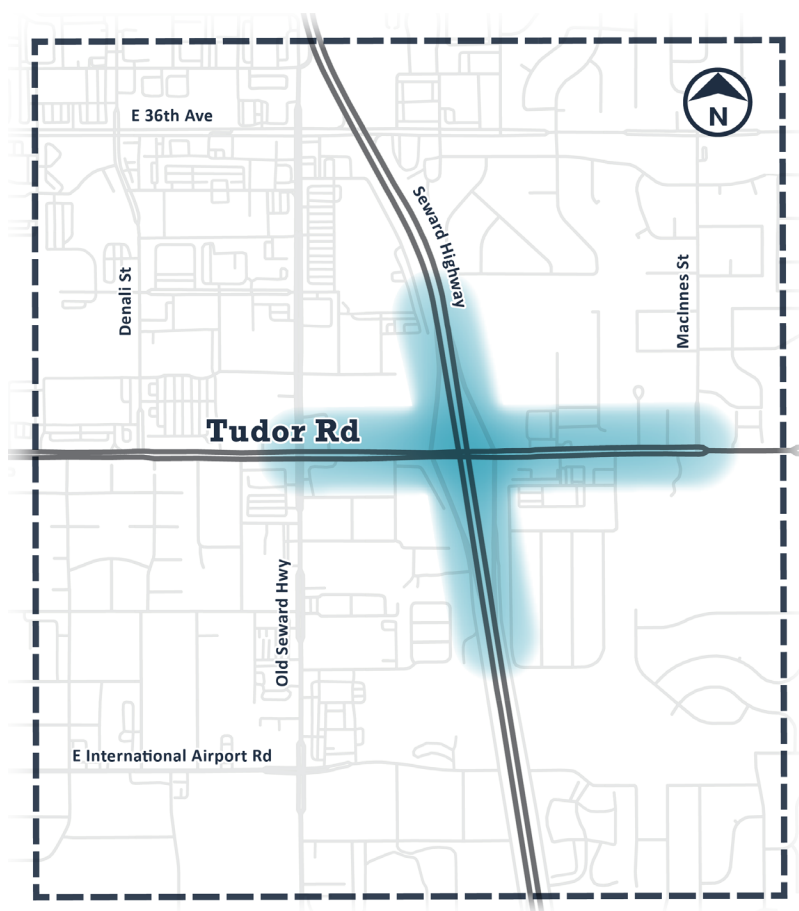 E 36th Ave
N
Seward Highway
Denali St
MacInnes St
Tudor Rd
Old Seward Hwy
E International Airport Rd